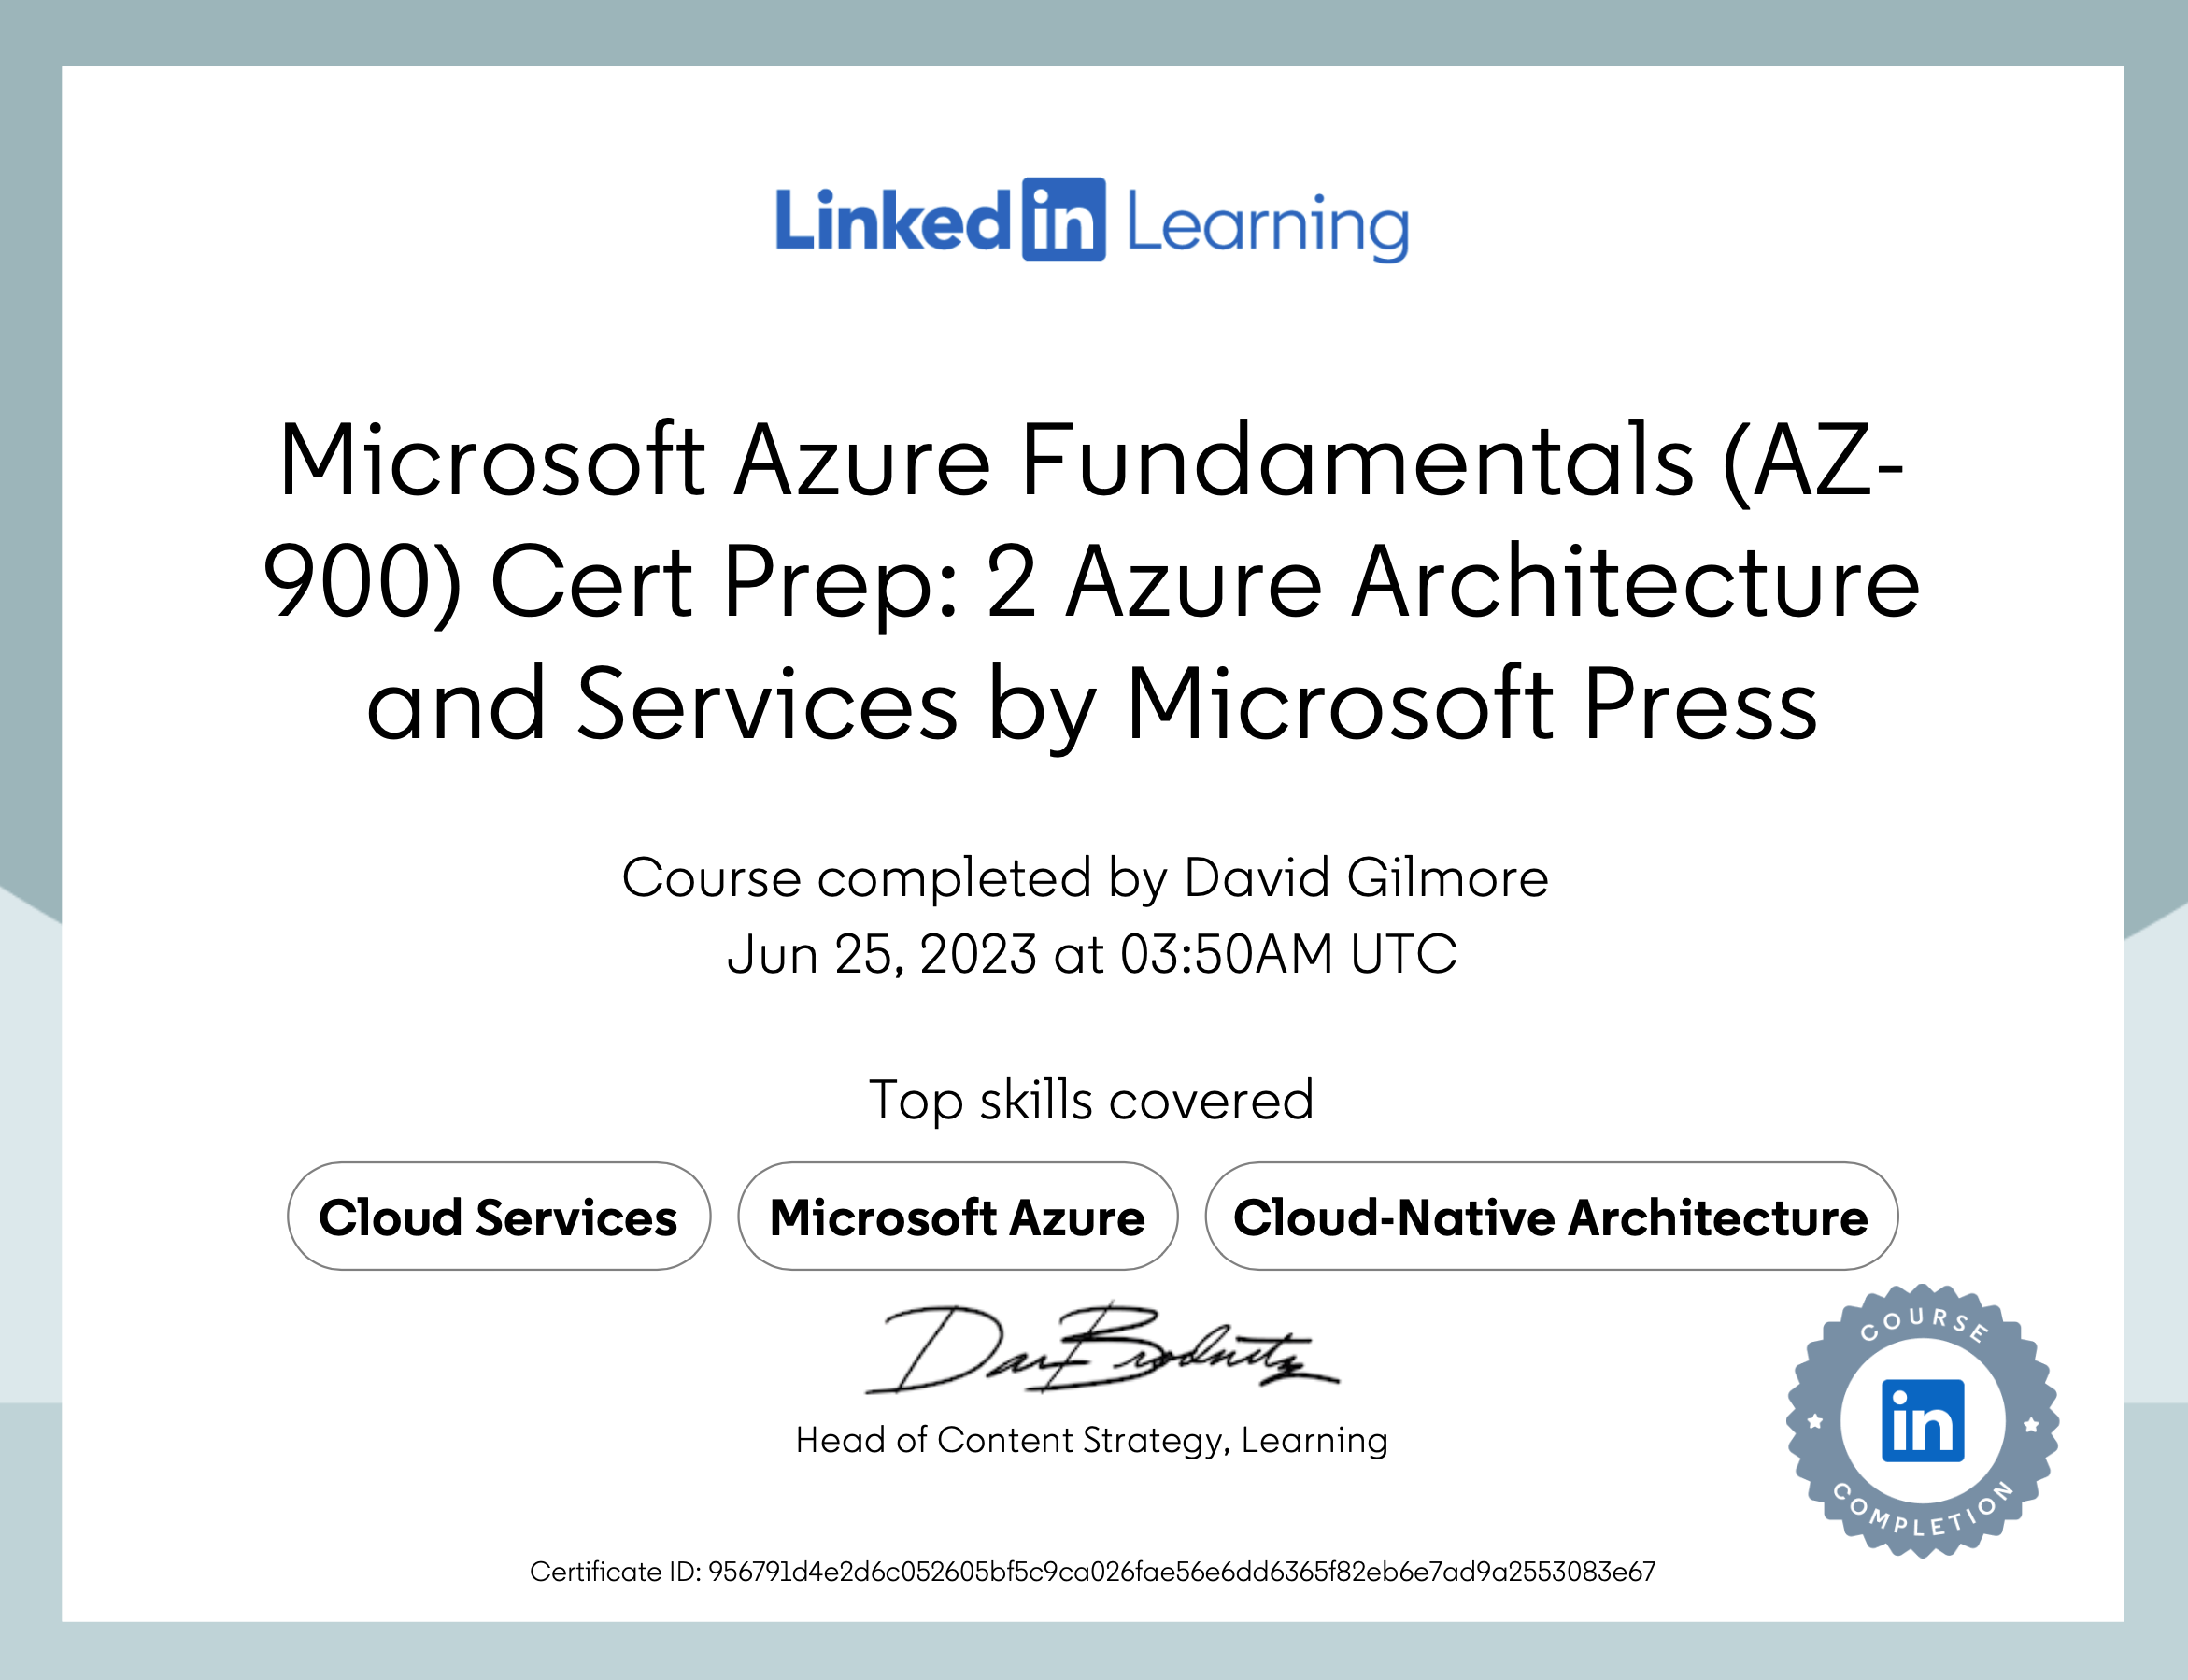 Linked in Learning
Microsoft Azure Fundamentals (AZ-
900) Cert Prep: 2 Azure Architecture
and Services by Microsoft Press
Course completed by David Gilmore
Jun 25, 2023 at 03:50AM UTC
Top skills covered
Cloud Services
Microsoft Azure
Cloud-Native Architecture
Head of Content Strategy, Learning
COURSE
in
COMPLETION
Certificate ID: 956791d4e2d6c052605bf5c9ca026fae56e6dd6365f82eb6e7ad9a2553083e67